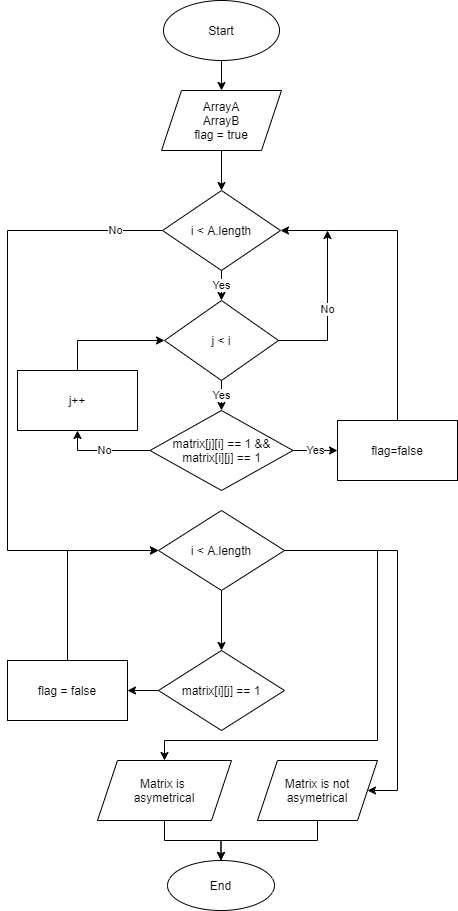 Start
ArrayA
ArrayB
flag = true
i < A.length
No
Yes
j < i
No
j++
Yes
matrix[j][i] == 1 &&
matrix[i][j] == 1
No
Yes
flag=false
i < A.length
flag = false
matrix[i][j] == 1
Matrix is
asymetrical
Matrix is not
asymetrical
End